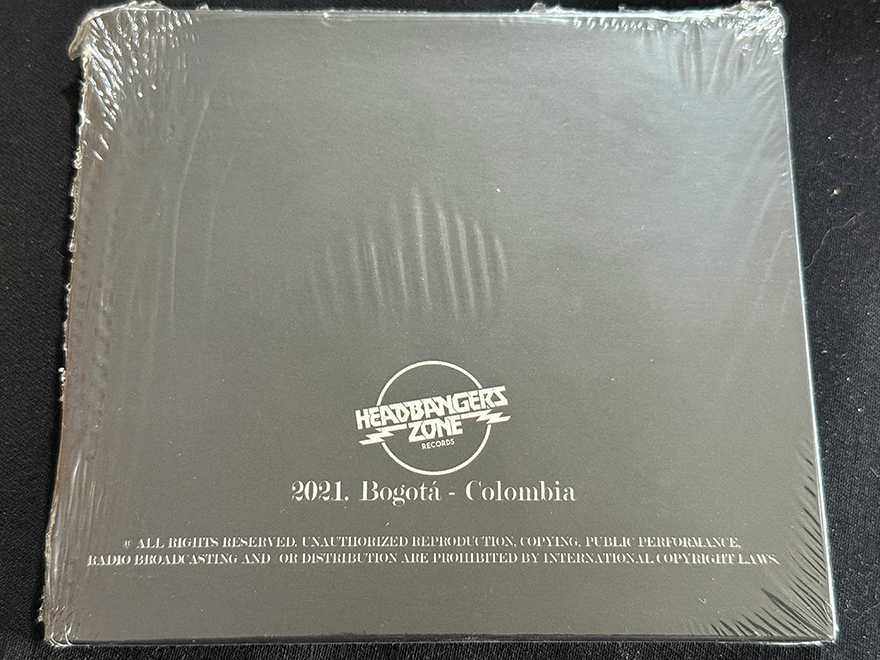 HEADBANGERS
ZONE
RECORDS
2021. Bogotá - Colombia
® ALL RIGHTS RESERVED. UNAUTHORIZED REPRODUCTION, COPYING, PUBLIC PERFORMANCE,
RADIO BROADCASTING AND OR DISTRIBUTION ARE PROHIBITED BY INTERNATIONAL COPYRIGHT LAWS.